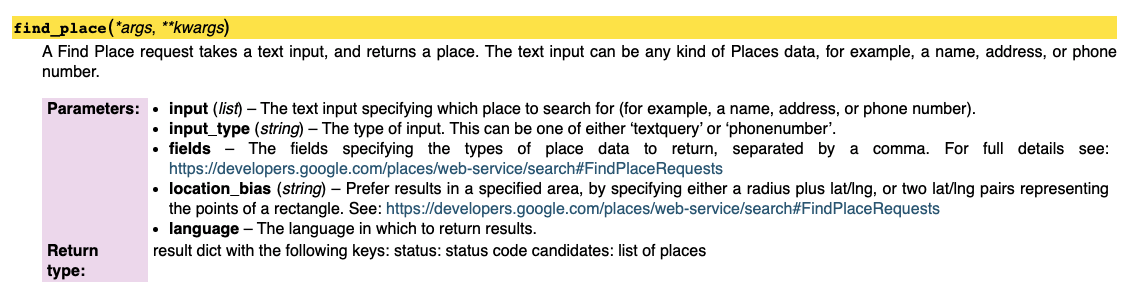 find_place(*args, **kwargs)
A Find Place request takes a text input, and returns a place. The text input can be any kind of Places data, for example, a name, address, or phone
number.
Parameters:
• input (list) – The text input specifying which place to search for (for example, a name, address, or phone number).
• input_type (string) – The type of input. This can be one of either ‘textquery’ or ‘phonenumber’.
• fields – The fields specifying the types of place data to return, separated by a comma. For full details see:
https://developers.google.com/places/web-service/search#FindPlaceRequests
• location_bias (string) – Prefer results in a specified area, by specifying either a radius plus lat/lng, or two lat/lng pairs representing
the points of a rectangle. See: https://developers.google.com/places/web-service/search#FindPlaceRequests
• language – The language in which to return results.
Return
type:
result dict with the following keys: status: status code candidates: list of places